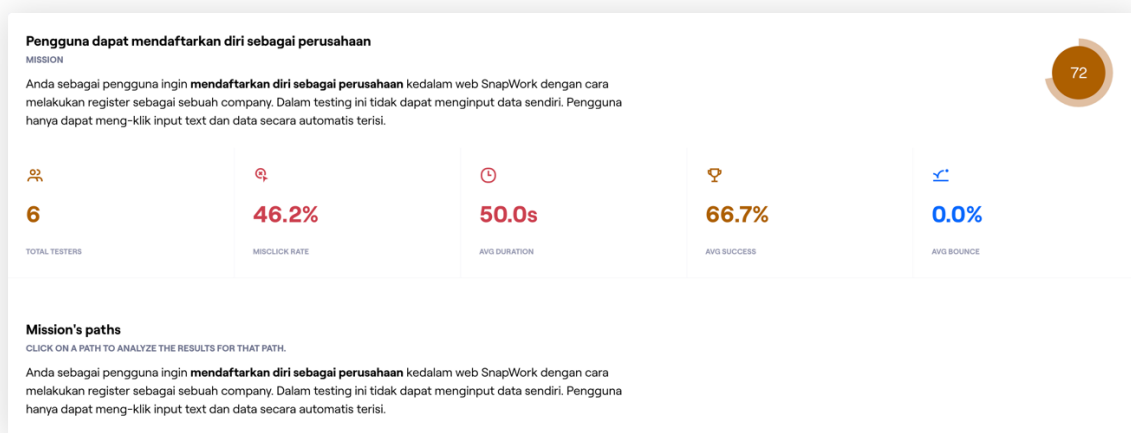 Pengguna dapat mendaftarkan diri sebagai perusahaan
MISSION
Anda sebagai pengguna ingin mendaftarkan diri sebagai perusahaan kedalam web SnapWork dengan cara
melakukan register sebagai sebuah company. Dalam testing ini tidak dapat menginput data sendiri. Pengguna
hanya dapat meng-klik input text dan data secara automatis terisi.
72
6
46.2%
50.0s
66.7%
0.0%
TOTAL TESTERS
MISCLICK RATE
AVG DURATION
AVG SUCCESS
AVG BOUNCE
Mission's paths
CLICK ON A PATH TO ANALYZE THE RESULTS FOR THAT PATH.
Anda sebagai pengguna ingin mendaftarkan diri sebagai perusahaan kedalam web SnapWork dengan cara
melakukan register sebagai sebuah company. Dalam testing ini tidak dapat menginput data sendiri. Pengguna
hanya dapat meng-klik input text dan data secara automatis terisi.